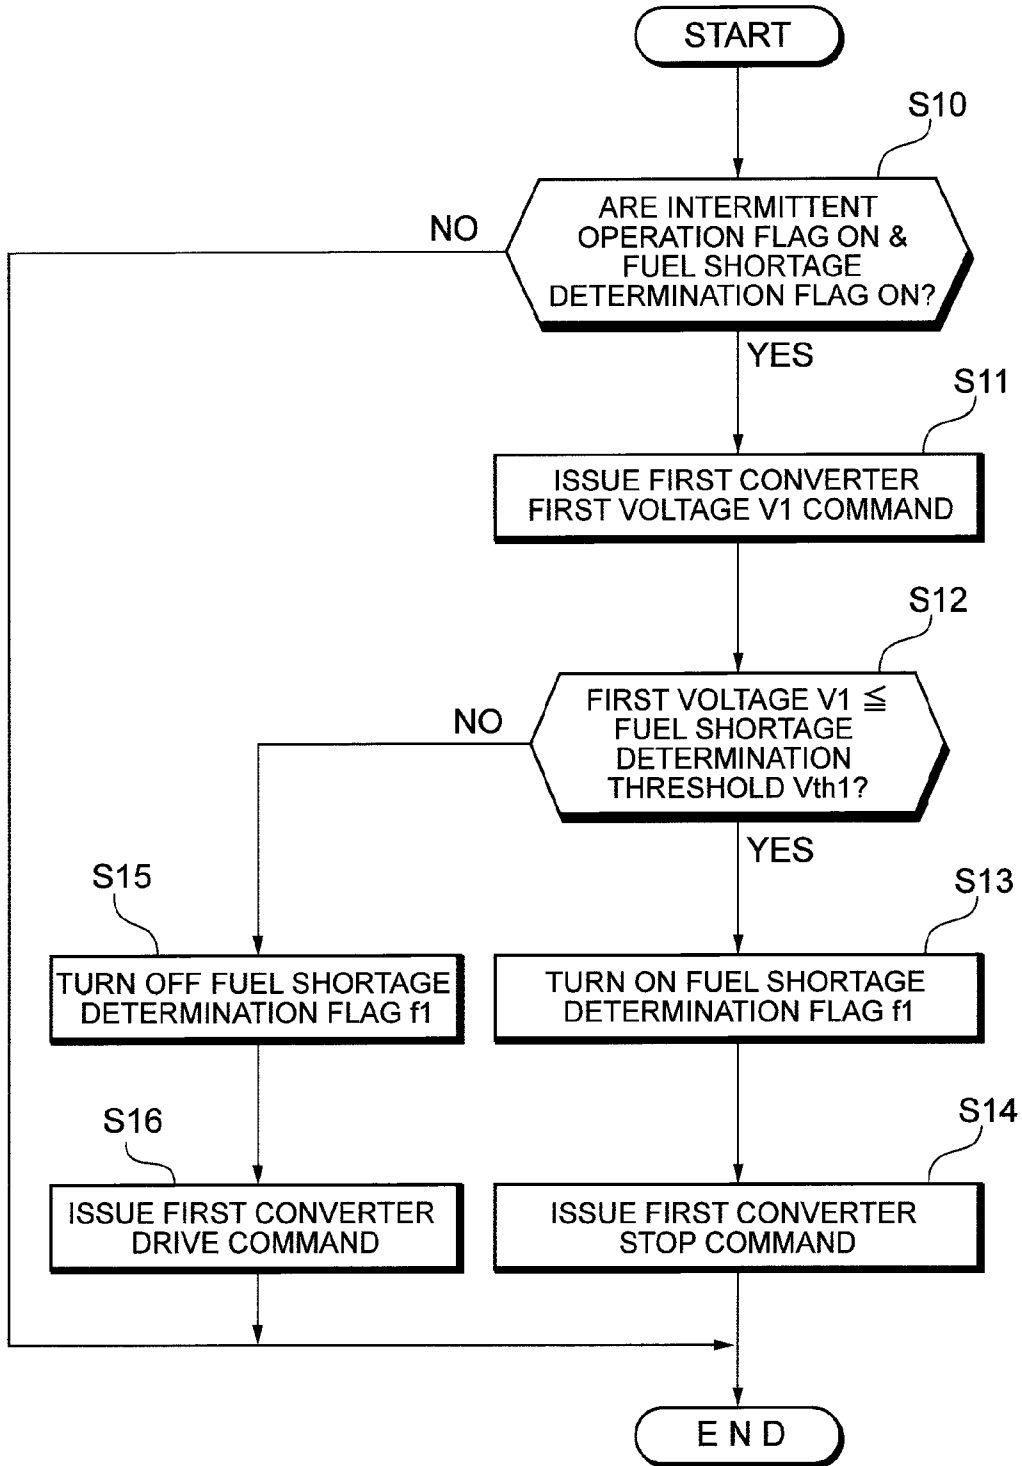 START
S10
ARE INTERMITTENT
OPERATION FLAG ON &
FUEL SHORTAGE
DETERMINATION FLAG ON?
NO
YES
S11
ISSUE FIRST CONVERTER
FIRST VOLTAGE V1 COMMAND
S12
FIRST VOLTAGE V1 ≦
FUEL SHORTAGE
DETERMINATION
THRESHOLD Vth1?
NO
YES
S15
TURN OFF FUEL SHORTAGE
DETERMINATION FLAG f1
S13
TURN ON FUEL SHORTAGE
DETERMINATION FLAG f1
S16
ISSUE FIRST CONVERTER
DRIVE COMMAND
S14
ISSUE FIRST CONVERTER
STOP COMMAND
END